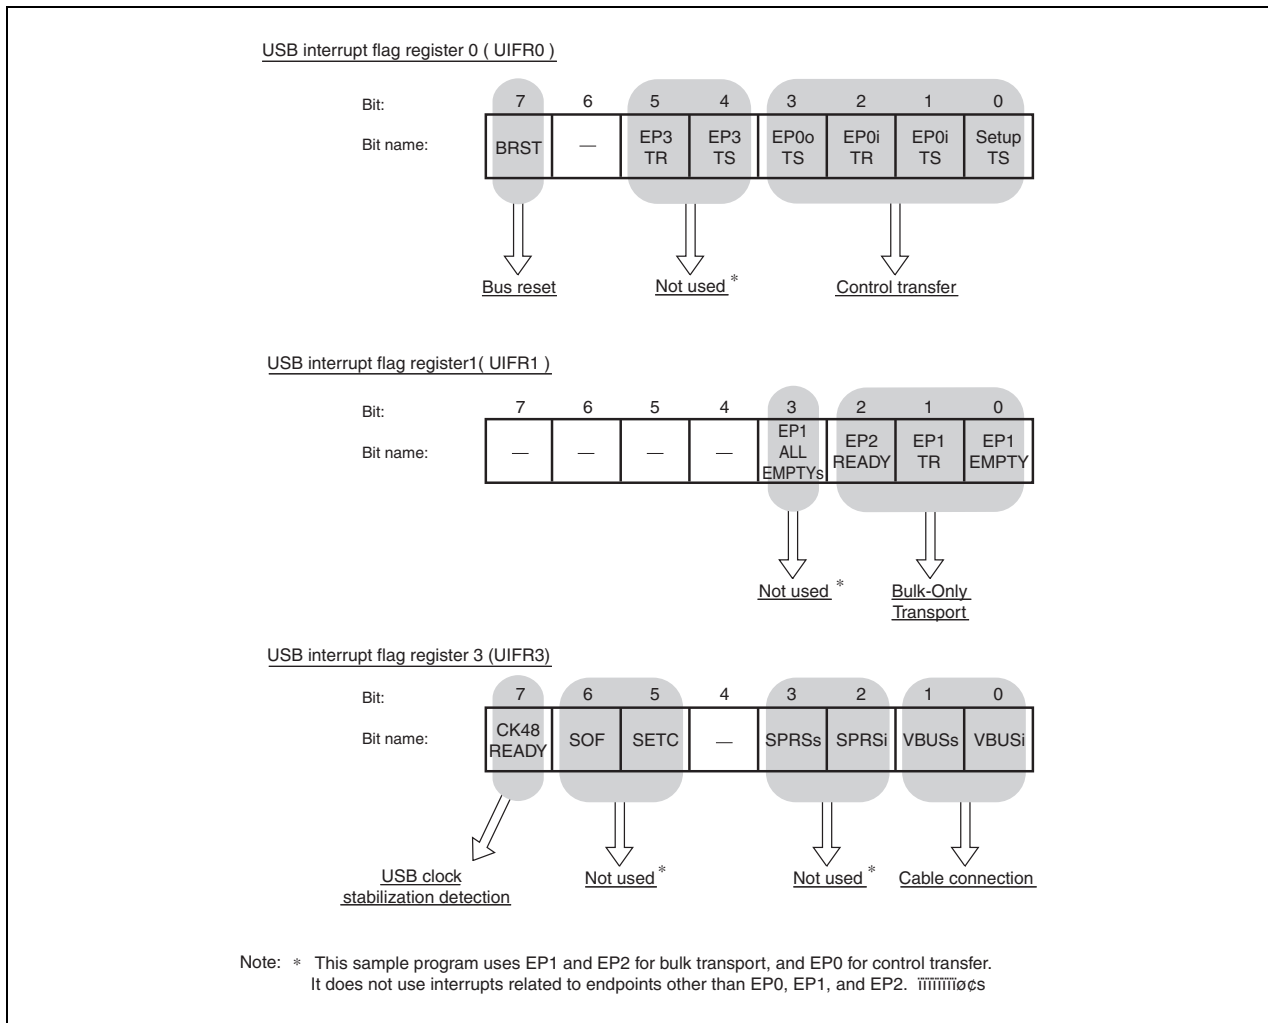 USB interrupt flag register 0 ( UIFR0 )
Bit: 7 6 5 4 3 2 1 0
Bit name: BRST — EP3 TR EP3 TS EP0o TS EP0i TR EP0i TS Setup TS
Bus reset Not used * Control transfer
USB interrupt flag register1( UIFR1 )
Bit: 7 6 5 4 3 2 1 0
Bit name: — — — — EP1 ALL EMPTYs EP2 READY EP1 TR EP1 EMPTY
Not used * Bulk-Only Transport
USB interrupt flag register 3 (UIFR3)
Bit: 7 6 5 4 3 2 1 0
Bit name: CK48 READY SOF SETC — SPRSs SPRSi VBUSs VBUSi
USB clock stabilization detection Not used * Not used * Cable connection
Note: * This sample program uses EP1 and EP2 for bulk transport, and EP0 for control transfer.
It does not use interrupts related to endpoints other than EP0, EP1, and EP2.